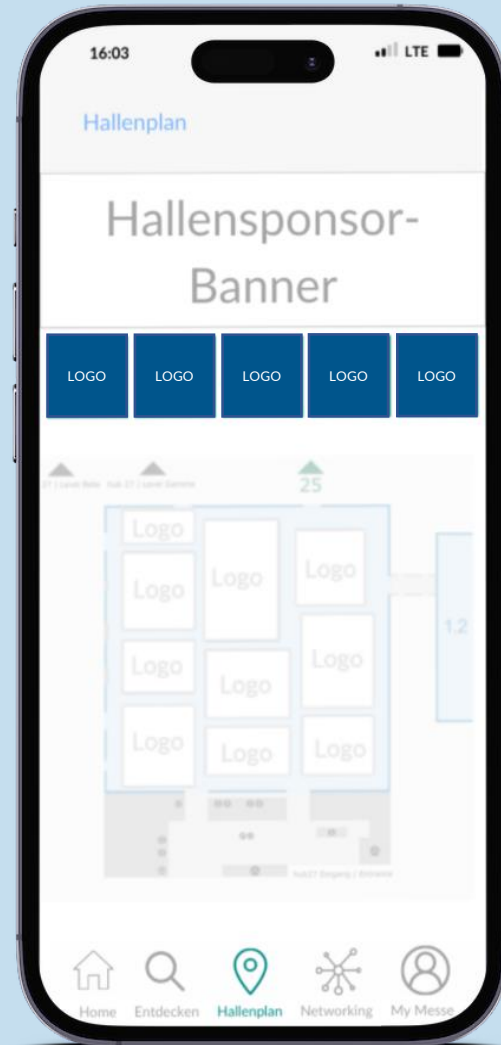 16:03
LTE
Hallenplan
Hallensponsor-
Banner
LOGO LOGO LOGO LOGO LOGO
25
Logo
Logo Logo Logo
1.2
Logo Logo Logo
Logo Logo Logo
Home Entdecken Hallenplan Networking My Messe